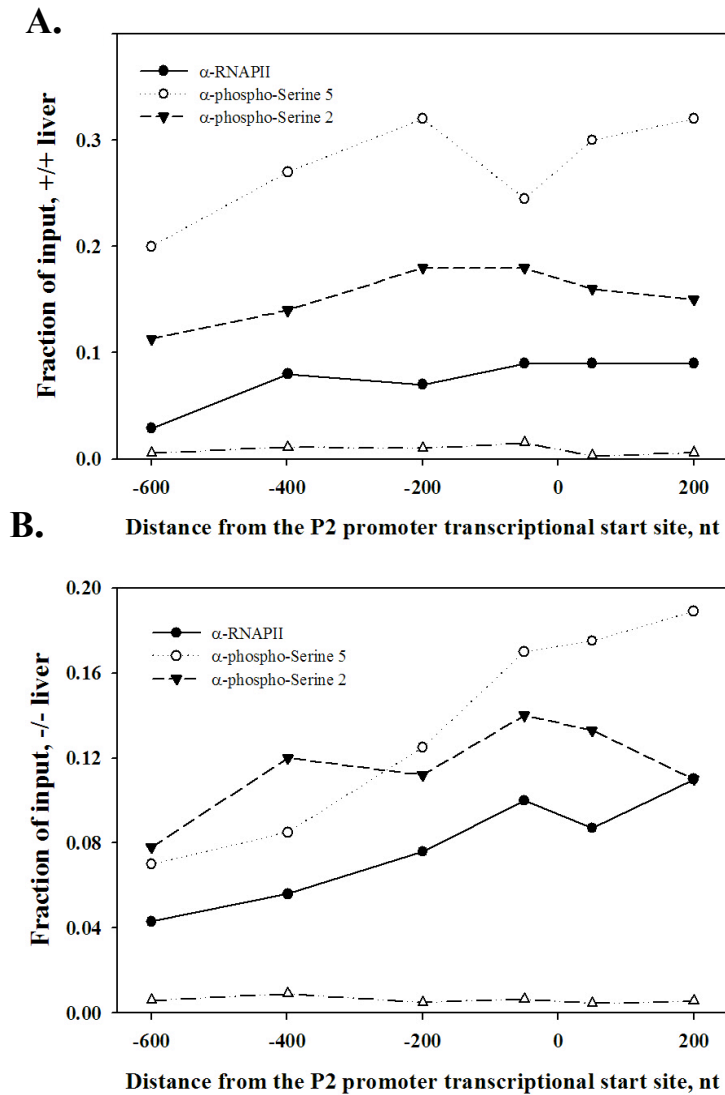 A.
α-RNAPII
α-phospho-Serine 5
α-phospho-Serine 2
0.3
0.2
0.1
0.0
Fraction of input, +/+ liver
-600 -400 -200 0 200
Distance from the P2 promoter transcriptional start site, nt
B.
0.20
0.16
0.12
0.08
0.04
0.00
α-RNAPII
α-phospho-Serine 5
α-phospho-Serine 2
Fraction of input, -/- liver
-600 -400 -200 0 200
Distance from the P2 promoter transcriptional start site, nt